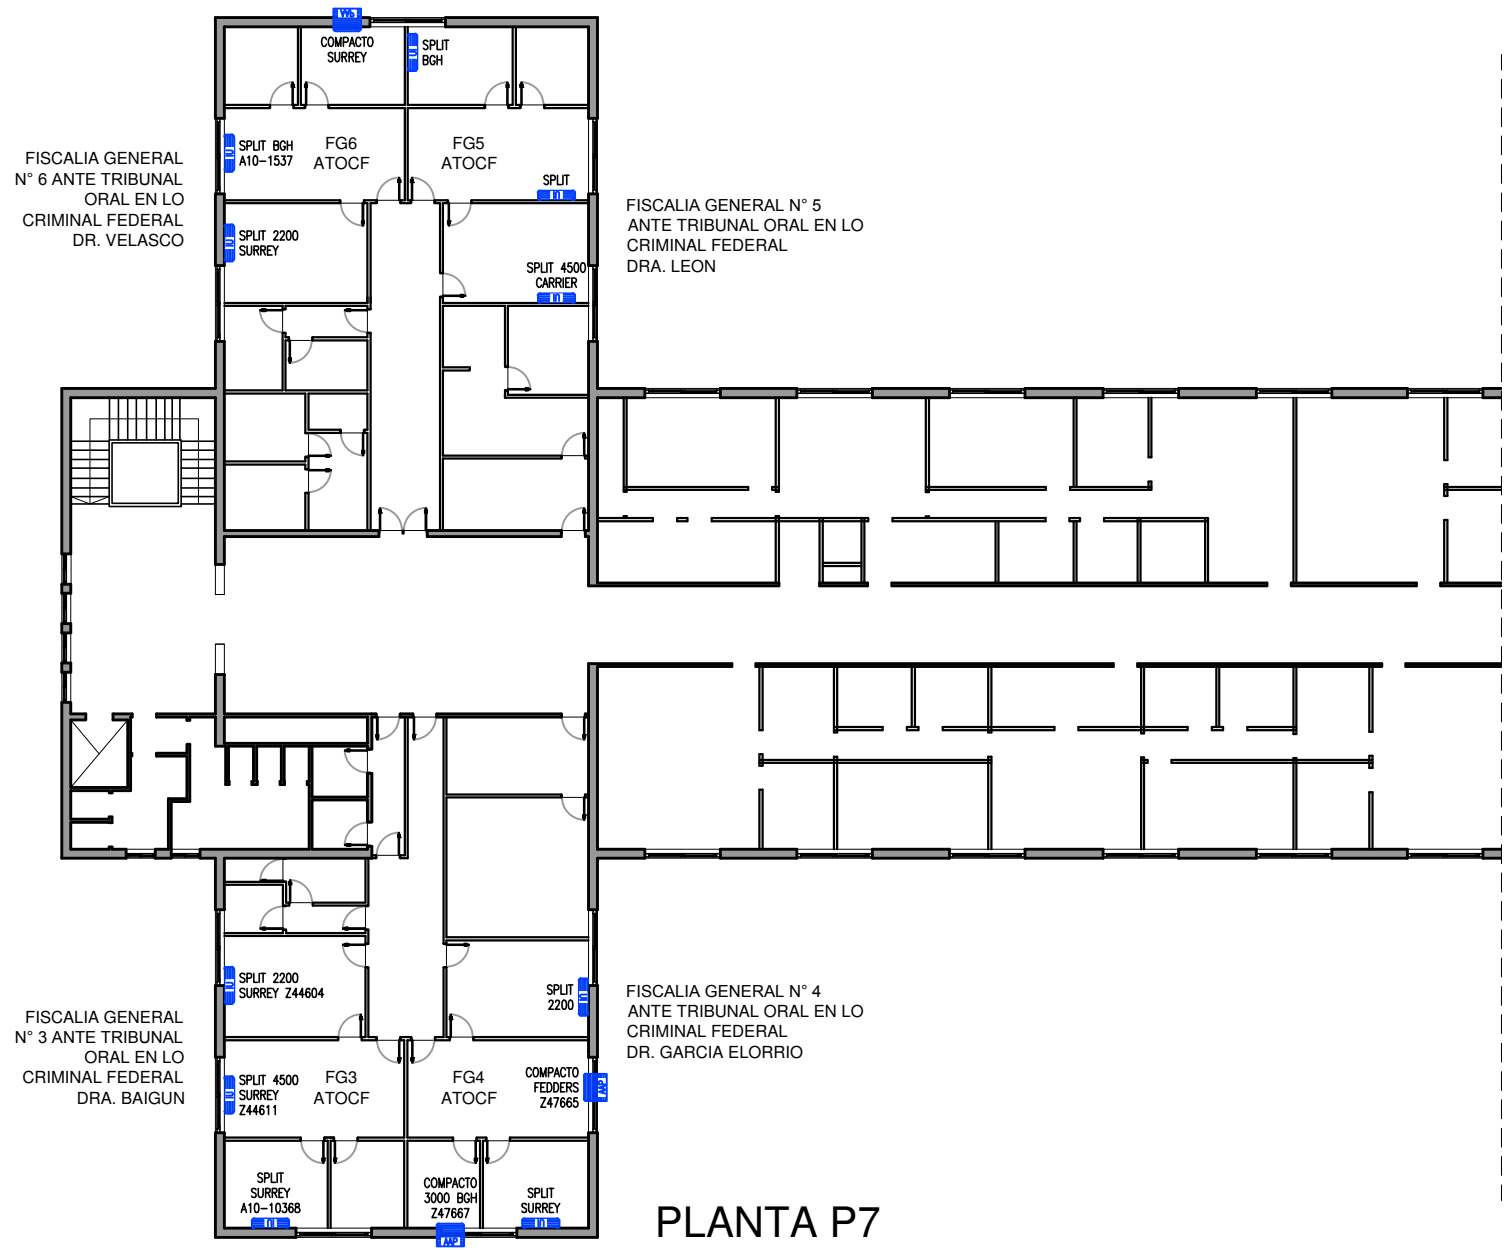 COMPACTO
SURREY
SPLIT
BGH
FISCALIA GENERAL
N° 6 ANTE TRIBUNAL
ORAL EN LO
CRIMINAL FEDERAL
DR. VELASCO
SPLIT BGH
A10-1537
FG6
ATOCF
FG5
ATOCF
SPLIT
FISCALIA GENERAL N° 5
ANTE TRIBUNAL ORAL EN LO
CRIMINAL FEDERAL
DRA. LEON
SPLIT 2200
SURREY
SPLIT 4500
CARRIER
SPLIT 2200
SURREY Z44604
SPLIT
2200
FISCALIA GENERAL N° 4
ANTE TRIBUNAL ORAL EN LO
CRIMINAL FEDERAL
DR. GARCIA ELORRIO
FISCALIA GENERAL
N° 3 ANTE TRIBUNAL
ORAL EN LO
CRIMINAL FEDERAL
DRA. BAIGUN
SPLIT 4500
SURREY
Z44611
FG3
ATOCF
FG4
ATOCF
COMPACTO
FEDDERS
Z47665
AAP
SPLIT
SURREY
A10-10368
COMPACTO
3000 BGH
Z47667
AAP
SPLIT
SURREY
PLANTA P7